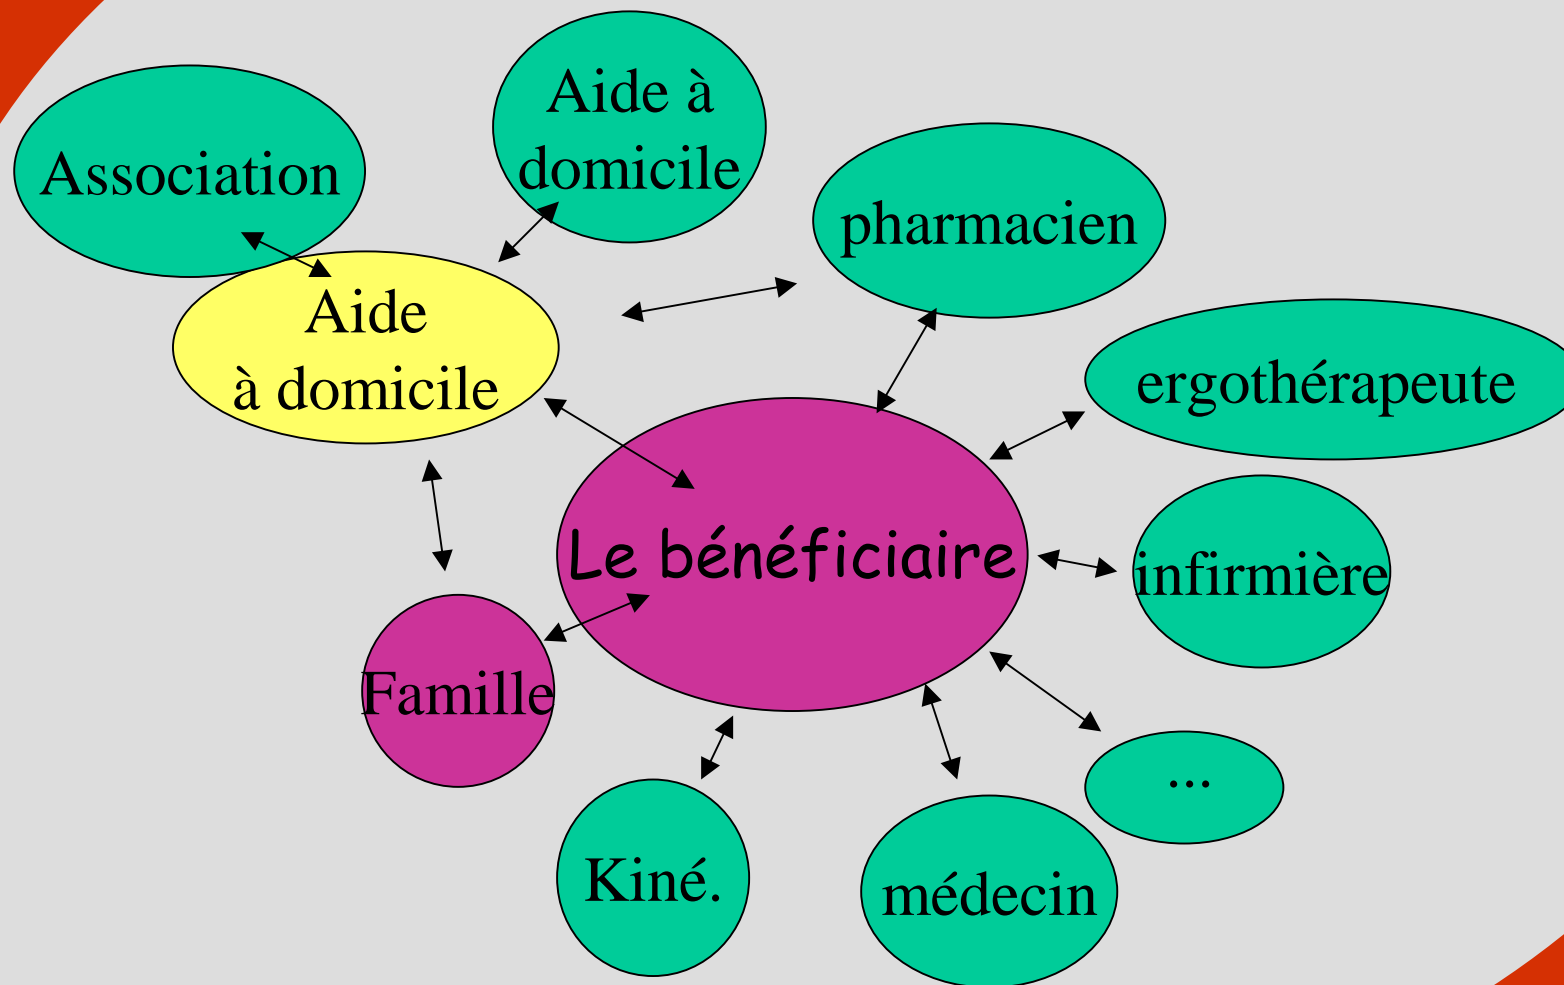 Aide à
domicile
Association
pharmacien
Aide
à domicile
ergothérapeute
Le bénéficiaire
infirmière
Famille
...
Kiné.
médecin